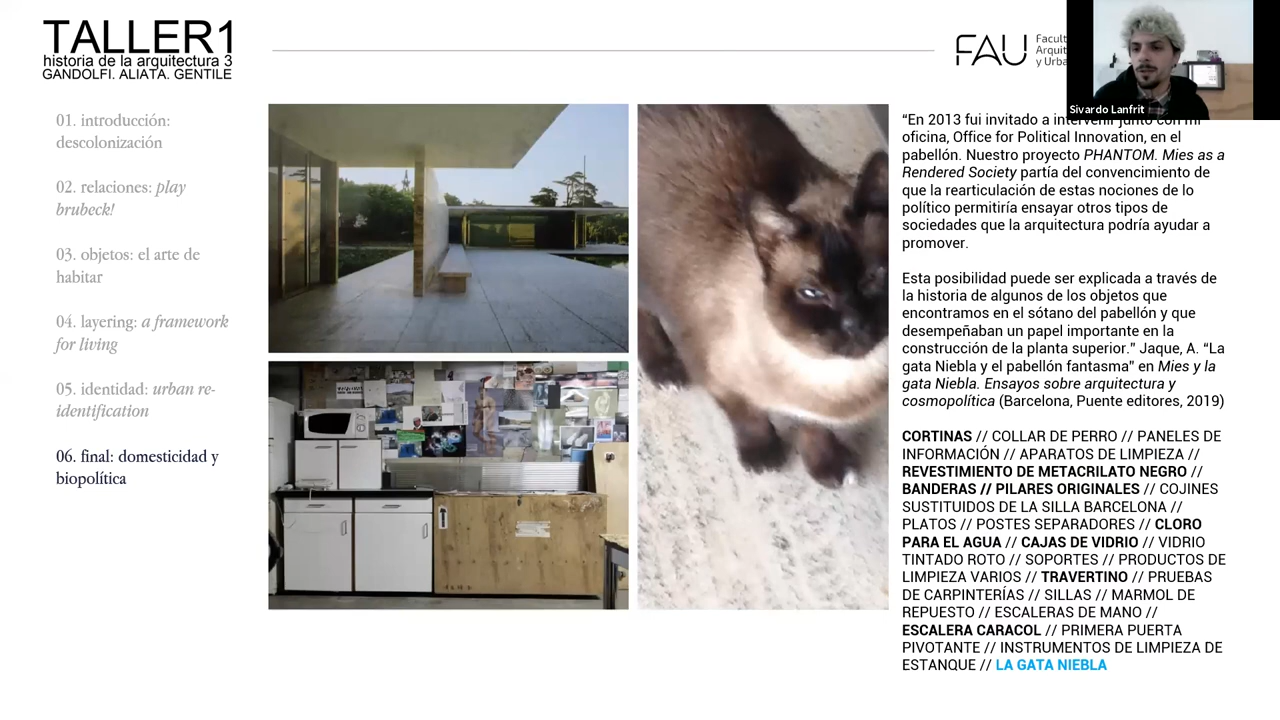 TALLER1
historia de la arquitectura 3
GANDOLFI. ALIATA. GENTILE
FAU
Facult
Arquit
y Urba
Sivardo Lanfrit
01. introducción:
descolonización
02. relaciones: play
brubeck!
03. objetos: el arte de
habitar
04. layering: a framework
for living
05. identidad: urban re-
identification
06. final: domesticidad y
biopolítica
“En 2013 fui invitado a intervenir junto con mi
oficina, Office for Political Innovation, en el
pabellón. Nuestro proyecto PHANTOM. Mies as a
Rendered Society partía del convencimiento de
que la rearticulación de estas nociones de lo
político permitiría ensayar otros tipos de
sociedades que la arquitectura podría ayudar a
promover.
Esta posibilidad puede ser explicada a través de
la historia de algunos de los objetos que
encontramos en el sótano del pabellón y que
desempeñaban un papel importante en la
construcción de la planta superior.” Jaque, A. “La
gata Niebla y el pabellón fantasma” en Mies y la
gata Niebla. Ensayos sobre arquitectura y
cosmopolítica (Barcelona, Puente editores, 2019)
CORTINAS // COLLAR DE PERRO // PANELES DE
INFORMACIÓN // APARATOS DE LIMPIEZA //
REVESTIMIENTO DE METACRILATO NEGRO //
BANDERAS // PILARES ORIGINALES // COJINES
SUSTITUIDOS DE LA SILLA BARCELONA //
PLATOS // POSTES SEPARADORES // CLORO
PARA EL AGUA // CAJAS DE VIDRIO // VIDRIO
TINTADO ROTO // SOPORTES // PRODUCTOS DE
LIMPIEZA VARIOS // TRAVERTINO // PRUEBAS
DE CARPINTERÍAS // SILLAS // MARMOL DE
REPUESTO // ESCALERAS DE MANO //
ESCALERA CARACOL // PRIMERA PUERTA
PIVOTANTE // INSTRUMENTOS DE LIMPIEZA DE
ESTANQUE // LA GATA NIEBLA